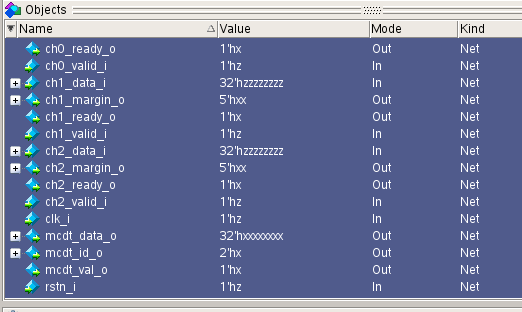 Objects
Name Value Mode Kind
ch0_ready_o 1'hx Out Net
ch0_valid_i 1'hz In Net
ch1_data_i 32'hzzzzzzzz In Net
ch1_margin_o 5'hxx Out Net
ch1_ready_o 1'hx Out Net
ch1_valid_i 1'hz In Net
ch2_data_i 32'hzzzzzzzz In Net
ch2_margin_o 5'hxx Out Net
ch2_ready_o 1'hx Out Net
ch2_valid_i 1'hz In Net
clk_i 1'hz In Net
mcdt_data_o 32'hxxxxxxxx Out Net
mcdt_id_o 2'hx Out Net
mcdt_val_o 1'hx Out Net
rstn_i 1'hz In Net